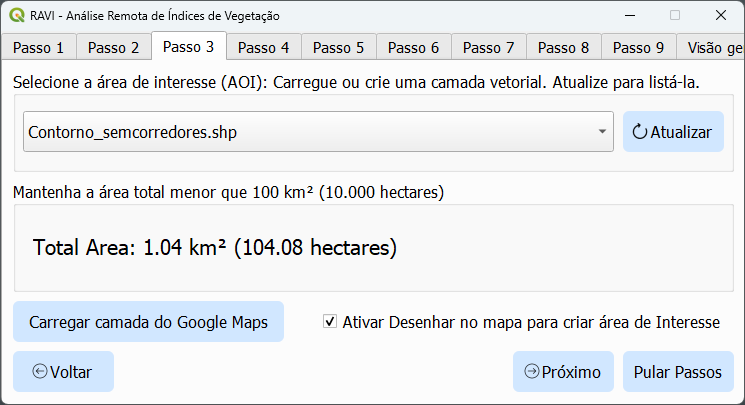 RAVI - Análise Remota de Índices de Vegetação
Passo 1 Passo 2 Passo 3 Passo 4 Passo 5 Passo 6 Passo 7 Passo 8 Passo 9 Visão ge
Selecione a área de interesse (AOI): Carregue ou crie uma camada vetorial. Atualize para listá-la.
Contorno_semcorredores.shp Atualizar
Mantenha a área total menor que 100 km² (10.000 hectares)
Total Area: 1.04 km² (104.08 hectares)
Carregar camada do Google Maps Ativar Desenhar no mapa para criar área de Interesse
Voltar Próximo Pular Passos